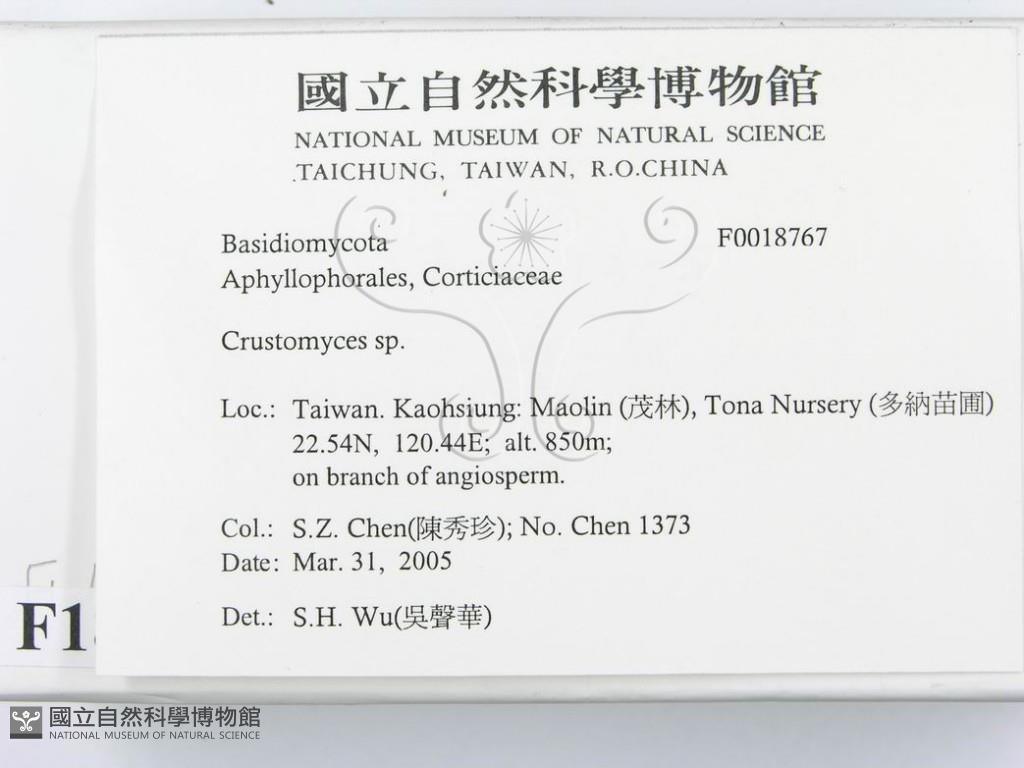 國立自然科學博物館
NATIONAL MUSEUM OF NATURAL SCIENCE
.TAICHUNG, TAIWAN, R.O.CHINA
Basidiomycota F0018767
Aphyllophorales, Corticiaceae
Crustomyces sp.
Loc.: Taiwan. Kaohsiung: Maolin (茂林), Tona Nursery (多納苗圃)
22.54N, 120.44E; alt. 850m;
on branch of angiosperm.
Col.: S.Z. Chen(陳秀珍); No. Chen 1373
Date: Mar. 31, 2005
Det.: S.H. Wu(吳聲華)
F1
國立自然科學博物館
NATIONAL MUSEUM OF NATURAL SCIENCE